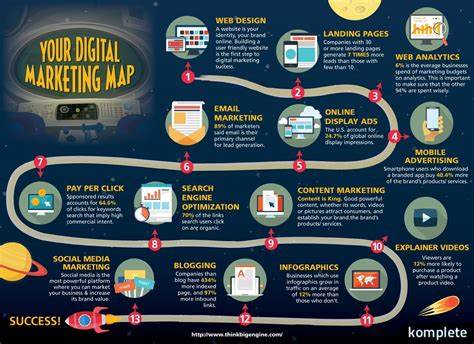 YOUR DIGITAL
MARKETING MAP
WEB DESIGN
A website is your
identity, your brand,
online. Building a
user friendly website
is the first step to
digital marketing
success.
1
LANDING PAGES
Companies with 30
or more landing pages
generate 7 TIMES more
leads than those with
fewer than 10.
2
WEB ANALYTICS
6% is the average businesses
spend of marketing budgets
on analytics. This is important
to make sure that the other
94% are spent wisely.
3
MOBILE
ADVERTISING
Smartphone users who download
a branded app buy 40.4% more
of the brand's products/ services.
4
ONLINE
DISPLAY ADS
The U.S. account for
24.7% of global online
display impressions.
5
EMAIL
MARKETING
89% of marketers
said email is their
primary channel
for lead generation.
6
7
PAY PER CLICK
Sponsored results
accounts for 64.6%
of clicks for keywords
search that imply high
commercial intent.
8
SEARCH
ENGINE
OPTIMIZATION
70% of the links
search users click
on are organic.
9
CONTENT MARKETING
Content is King. Good powerful
content, whether its words, videos
or pictures attract consumers, and
establish your brand the brand's
products/services.
10
EXPLAINER VIDEOS
Viewers are
12% more likely to
purchase a product
after watching a
product video.
11
INFOGRAPHICS
Businesses which use
infographics grow in
traffic on average
at 12% more than
those who don't.
12
BLOGGING
Companies than
blog have 434%
more indexed
pages, and 97%
more inbound
links.
13
SOCIAL MEDIA
MARKETING
Social media is the
most powerful platform
where you can market
your business & increase
its brand value.
SUCCESS!
http://www.thinkbigengine.com/
komplete